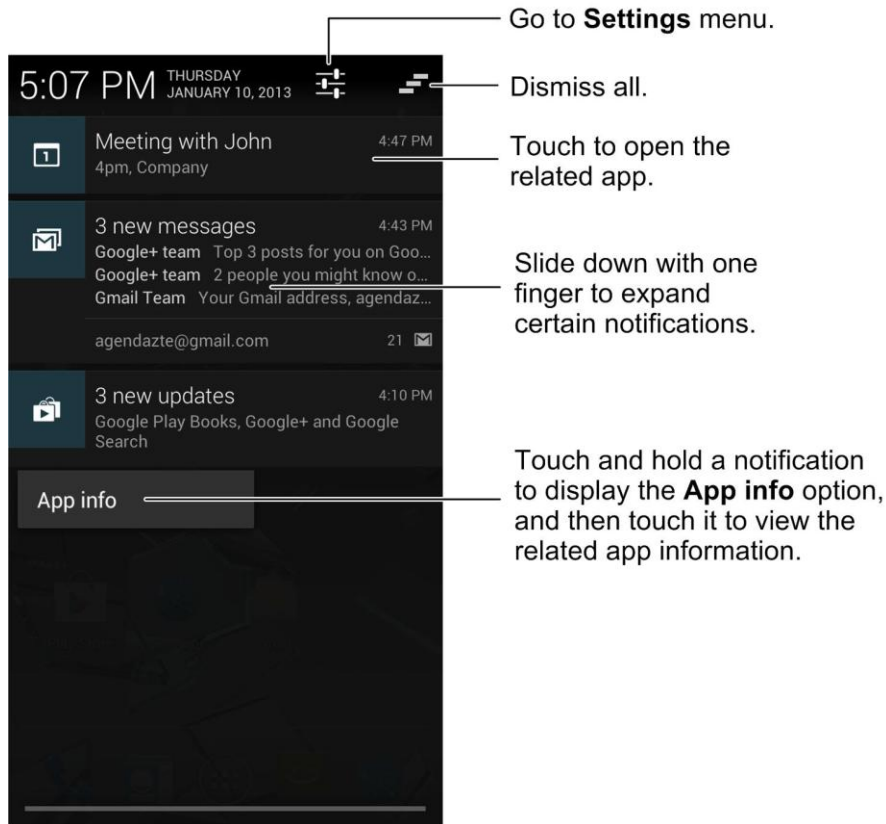 Go to Settings menu.
5:07 PM THURSDAY
JANUARY 10, 2013
Dismiss all.
Meeting with John 4:47 PM
4pm, Company
Touch to open the
related app.
3 new messages 4:43 PM
Google+ team Top 3 posts for you on Goo...
Google+ team 2 people you might know o...
Gmail Team Your Gmail address, agendaz...
agendazte@gmail.com 21
Slide down with one
finger to expand
certain notifications.
3 new updates 4:10 PM
Google Play Books, Google+ and Google
Search
App info
Touch and hold a notification
to display the App info option,
and then touch it to view the
related app information.